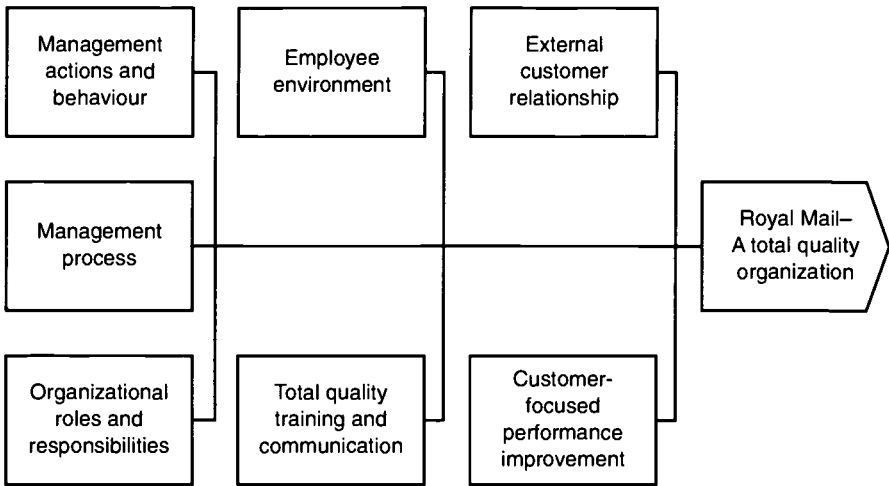 Management
actions and
behaviour
Employee
environment
External
customer
relationship
Management
process
Royal Mail–
A total quality
organization
Organizational
roles and
responsibilities
Total quality
training and
communication
Customer-
focused
performance
improvement